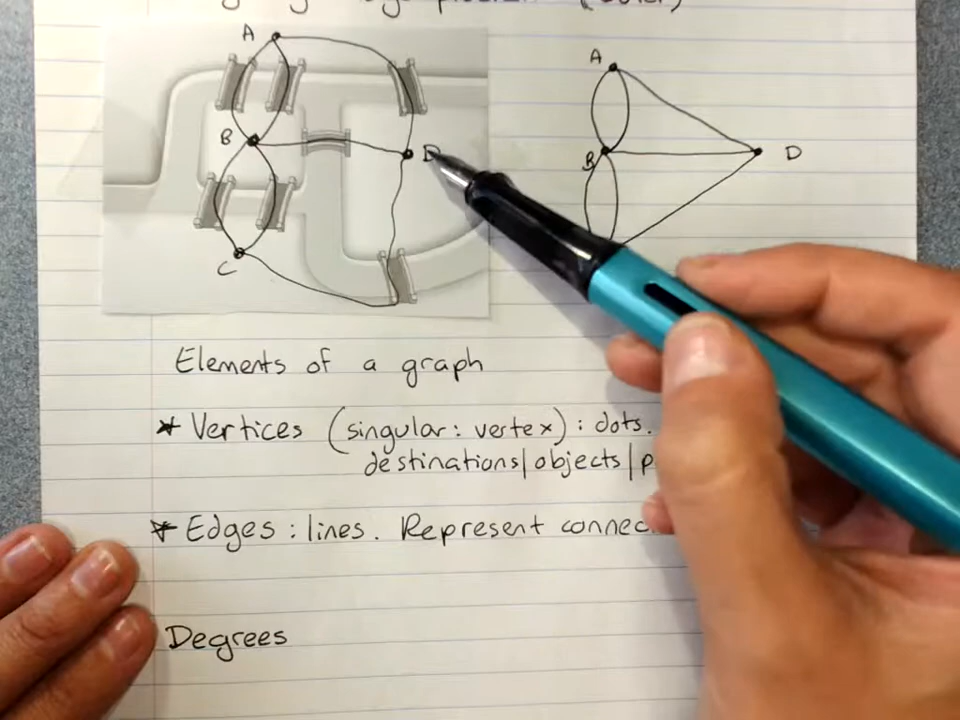 A
A
B
D
D
B
C
Elements of a graph
* Vertices (singular: vertex): dots.
destinations/objects/p
* Edges: lines. Represent connec
Degrees